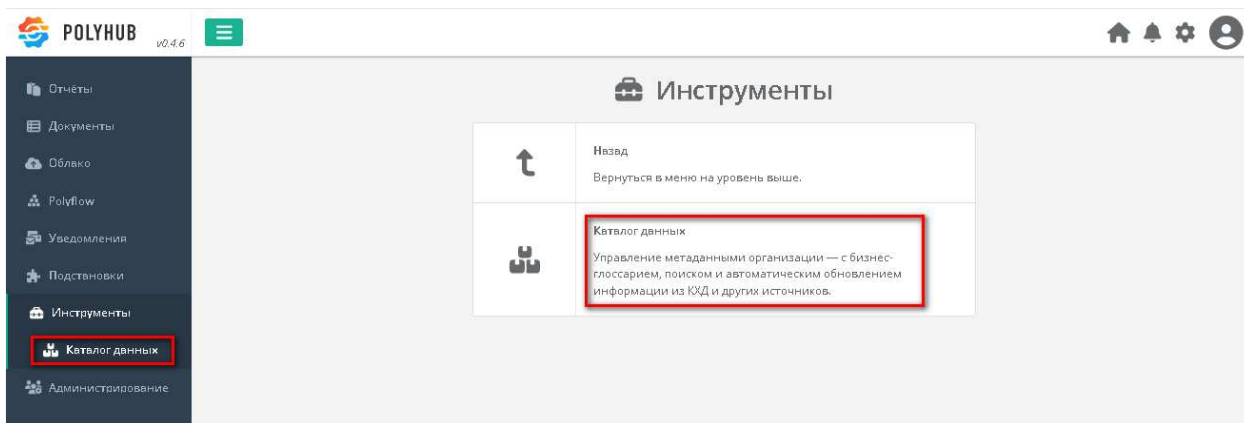 POLYHUB v0.4.6
Отчёты
Документы
Облако
Polyflow
Уведомления
Подстановки
Инструменты
Каталог данных
Администрирование
Инструменты
Назад
Вернуться в меню на уровень выше.
Каталог данных
Управление метаданными организации — с бизнес-
глоссарием, поиском и автоматическим обновлением
информации из КХД и других источников.